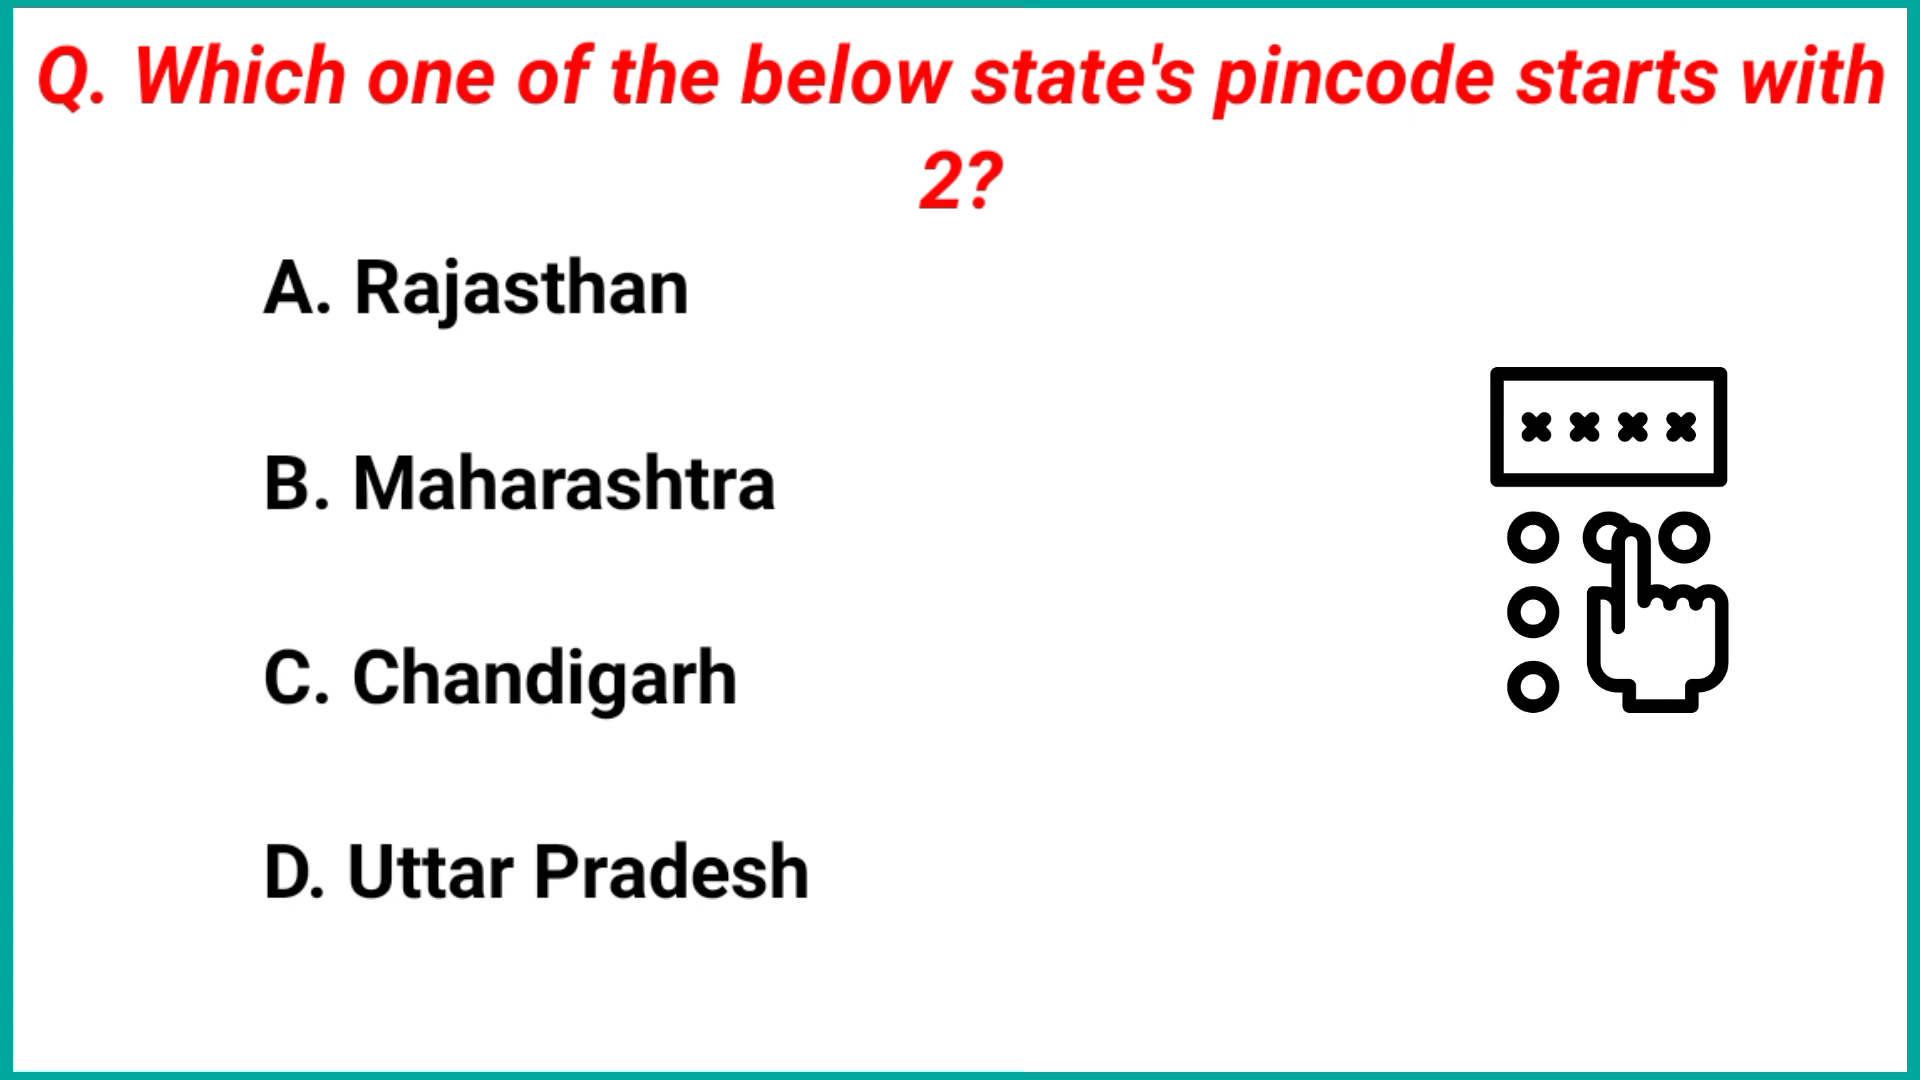 Q. Which one of the below state's pincode starts with
2?
A. Rajasthan
B. Maharashtra
C. Chandigarh
D. Uttar Pradesh